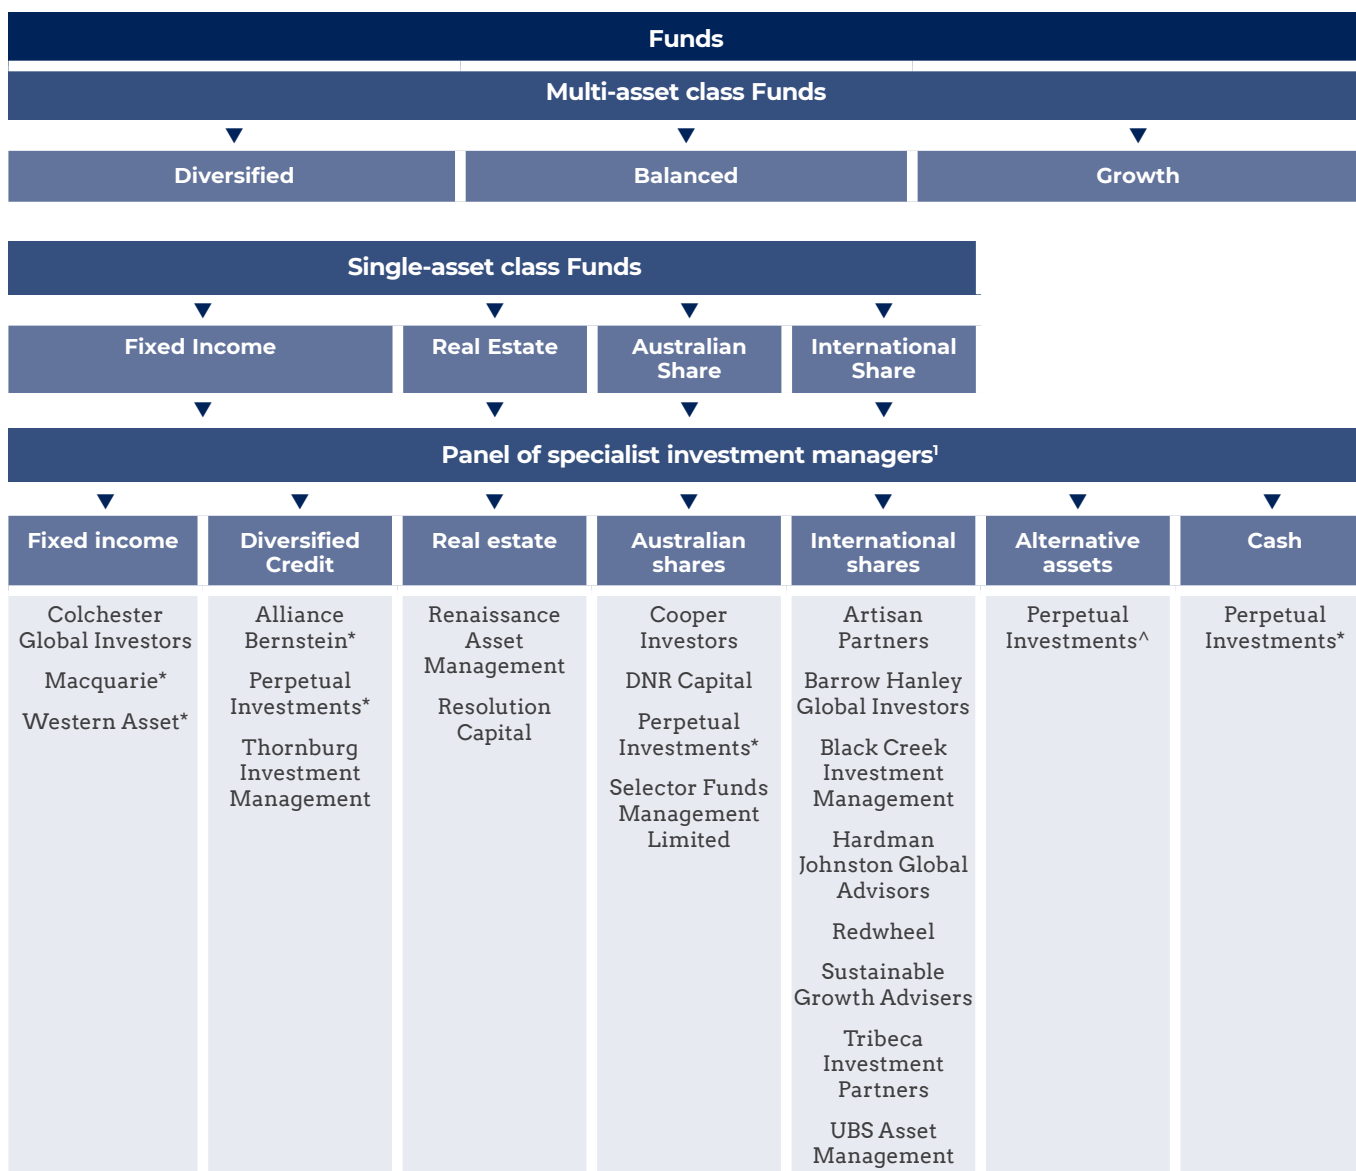 Funds
Multi-asset class Funds
Diversified
Balanced
Growth
Single-asset class Funds
Fixed Income
Real Estate
Australian
Share
International
Share
Panel of specialist investment managers¹
Fixed income
Diversified
Credit
Real estate
Australian
shares
International
shares
Alternative
assets
Cash
Colchester
Global Investors
Macquarie*
Western Asset*
Alliance
Bernstein*
Perpetual
Investments*
Thornburg
Investment
Management
Renaissance
Asset
Management
Resolution
Capital
Cooper
Investors
DNR Capital
Perpetual
Investments*
Selector Funds
Management
Limited
Artisan
Partners
Barrow Hanley
Global Investors
Black Creek
Investment
Management
Hardman
Johnston Global
Advisors
Redwheel
Sustainable
Growth Advisers
Tribeca
Investment
Partners
UBS Asset
Management
Perpetual
Investments^
Perpetual
Investments*